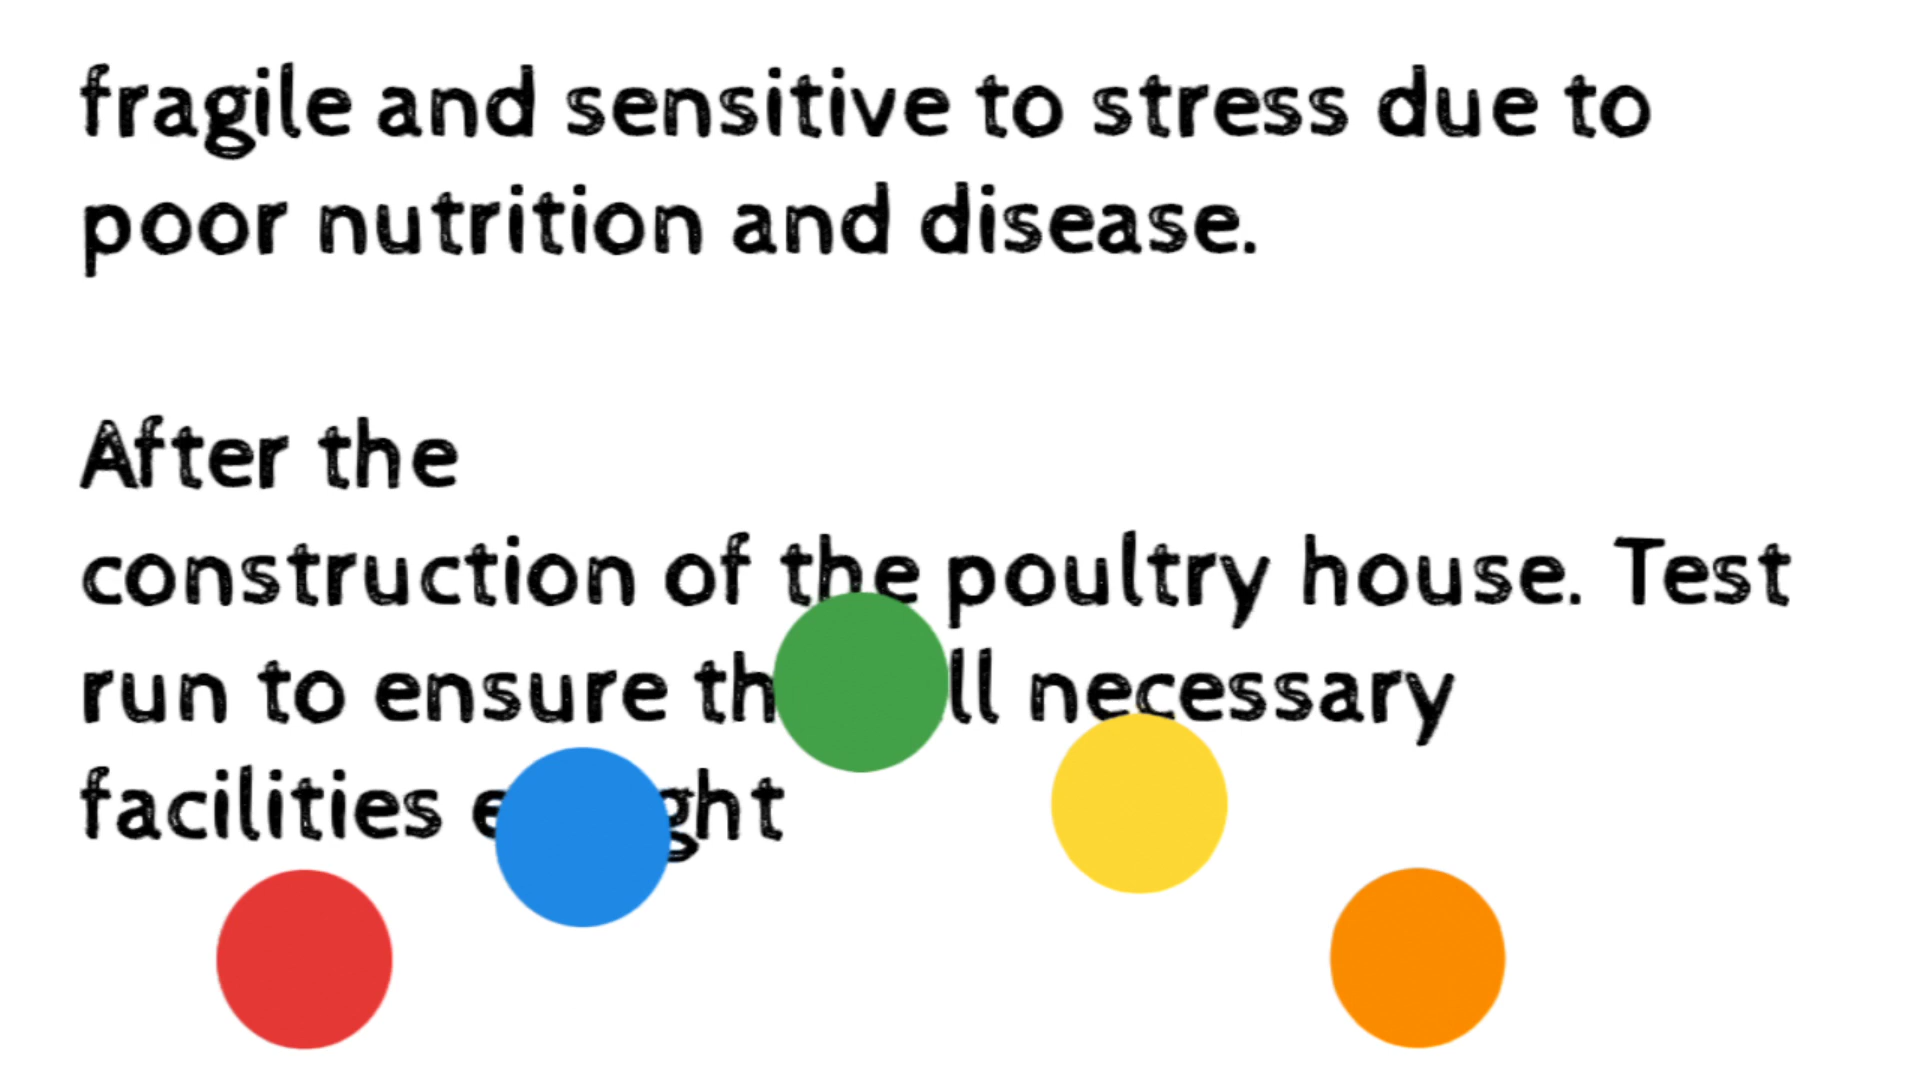 fragile and sensitive to stress due to
poor nutrition and disease.
After the
construction of the poultry house. Test
run to ensure necessary
facilities